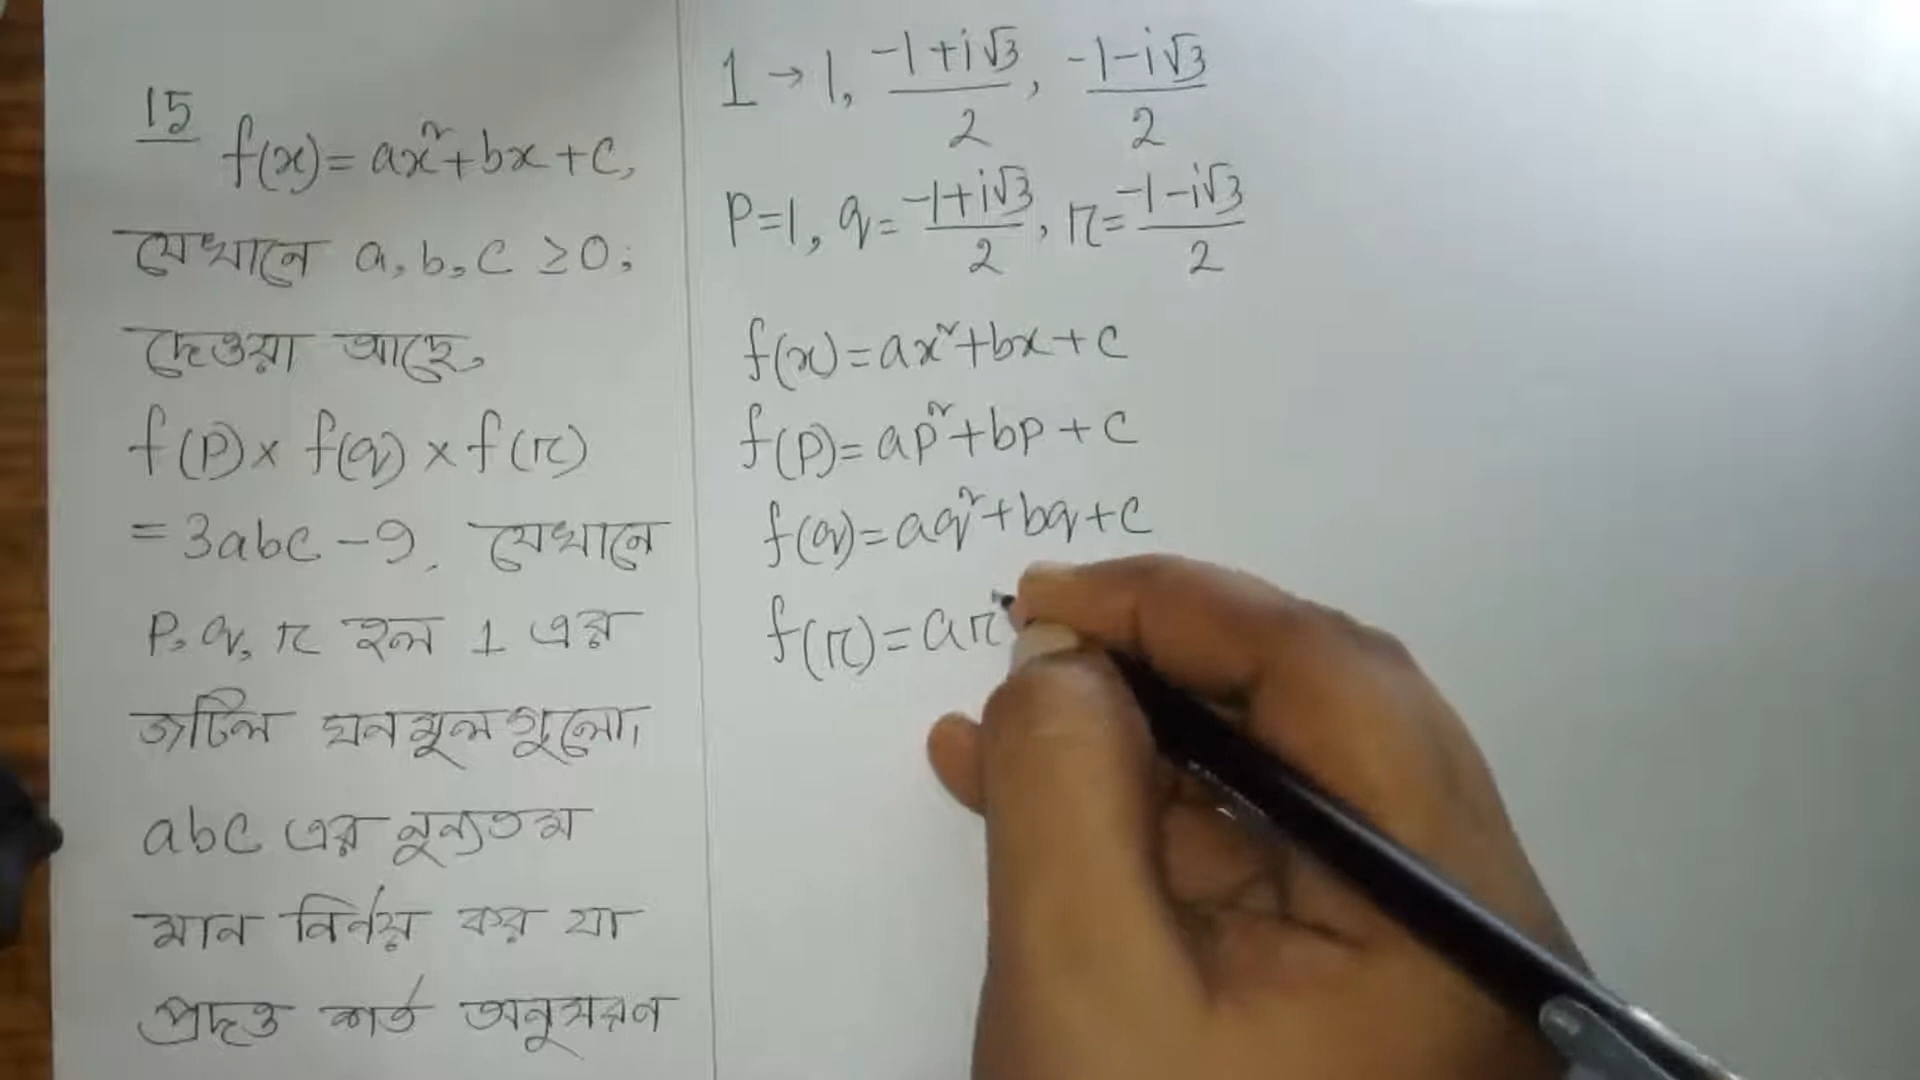 15
f(x) = ax²+bx+c,
যেখানে a, b, c ≥0;
দেওয়া আছে,
f(p)× f(q) × f(r)
= 3abc -9, যেখানে
p, q, r হল 1 এর
জটিল ঘনমূলগুলো।
abc এর নূন্যতম
মান নির্ণয় কর যা
প্রদত্ত শর্ত অনুসরণ
1 → 1, (-1+i√3)/2, (-1-i√3)/2
p=1, q= (-1+i√3)/2, r= (-1-i√3)/2
f(x)=ax²+bx+c
f(p)=ap²+bp+c
f(q)=aq²+bq+c
f(r)=ar